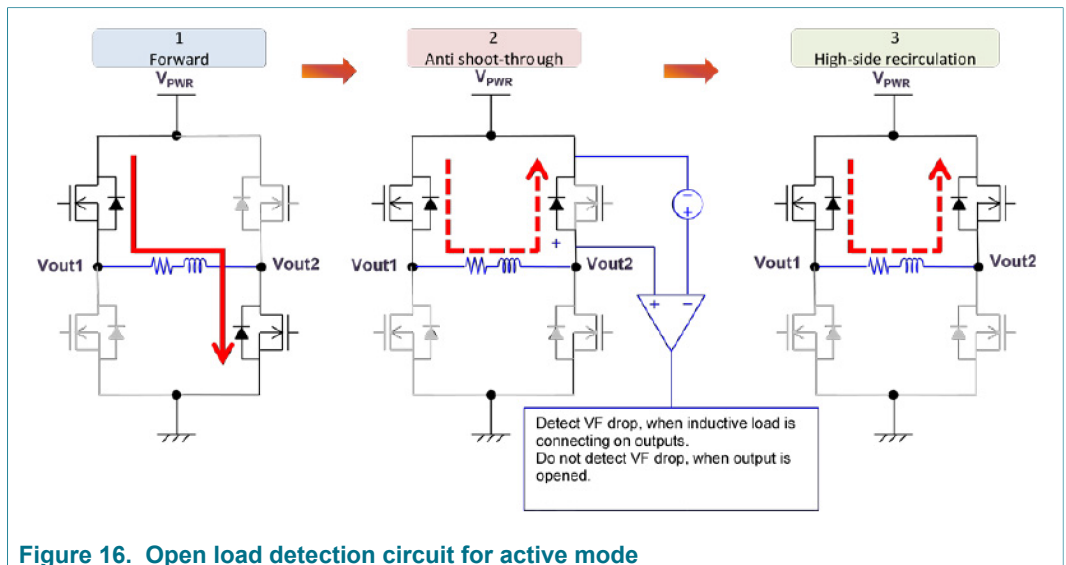 1
Forward
2
Anti shoot-through
3
High-side recirculation
VPWR
VPWR
VPWR
Vout1
Vout2
Vout1
Vout2
Vout1
Vout2
−
+
+
+
−
Detect VF drop, when inductive load is
connecting on outputs.
Do not detect VF drop, when output is
opened.
Figure 16. Open load detection circuit for active mode